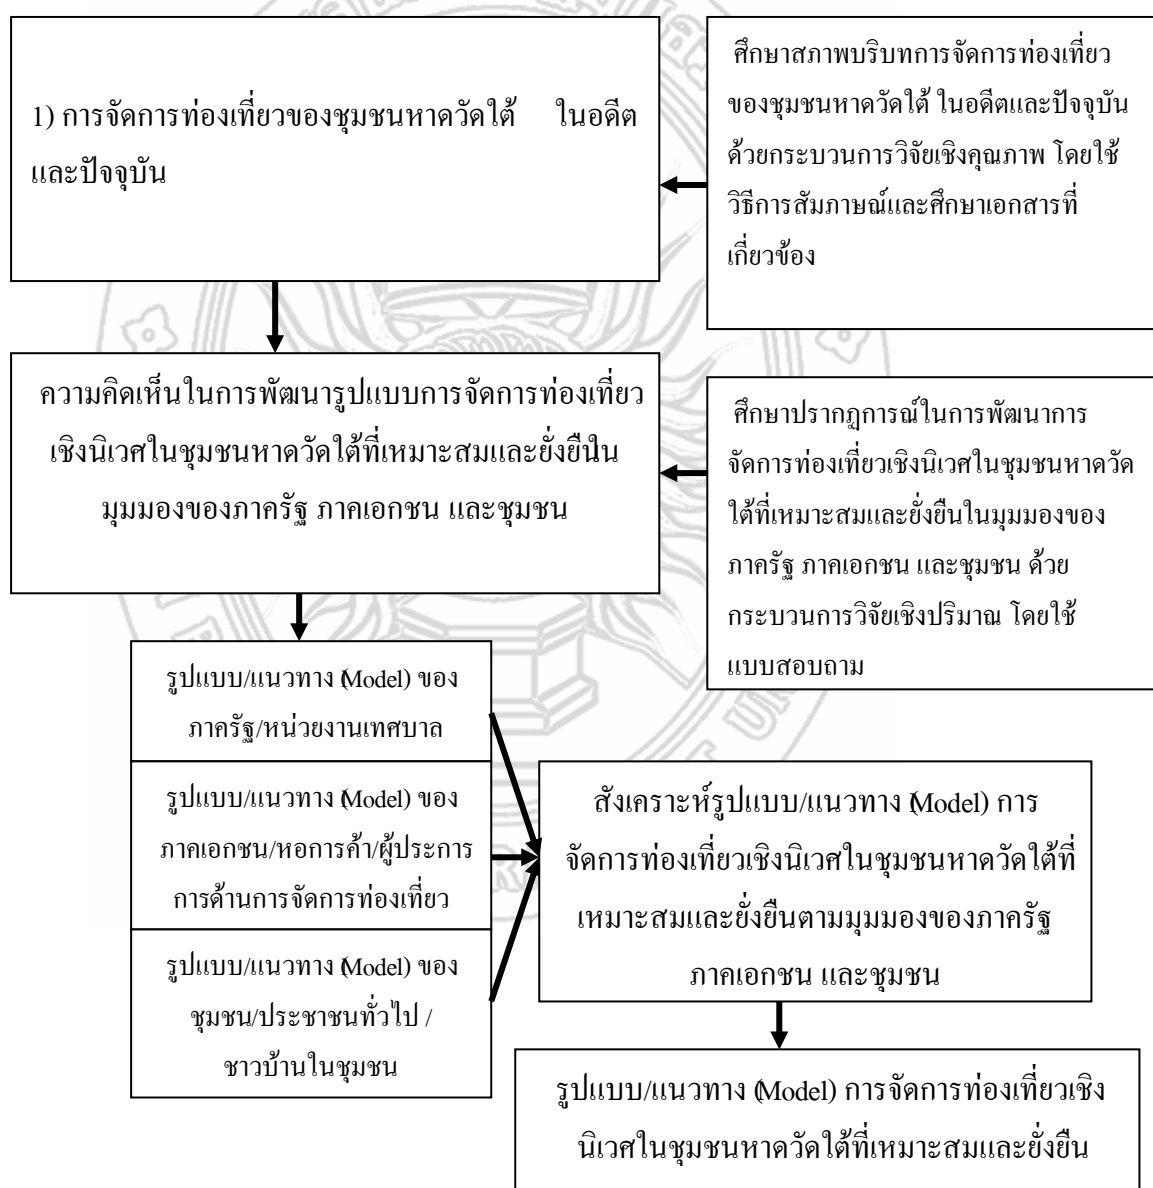 1) การจัดการท่องเที่ยวของชุมชนหาดวัดใต้ ในอดีต
และปัจจุบัน
ศึกษาสภาพบริบทการจัดการท่องเที่ยว
ของชุมชนหาดวัดใต้ ในอดีตและปัจจุบัน
ด้วยกระบวนการวิจัยเชิงคุณภาพ โดยใช้
วิธีการสัมภาษณ์และศึกษาเอกสารที่
เกี่ยวข้อง
ความคิดเห็นในการพัฒนารูปแบบการจัดการท่องเที่ยว
เชิงนิเวศในชุมชนหาดวัดใต้ที่เหมาะสมและยั่งยืนใน
มุมมองของภาครัฐ ภาคเอกชน และชุมชน
ศึกษาปรากฏการณ์ในการพัฒนาการ
จัดการท่องเที่ยวเชิงนิเวศในชุมชนหาดวัด
ใต้ที่เหมาะสมและยั่งยืนในมุมมองของ
ภาครัฐ ภาคเอกชน และชุมชน ด้วย
กระบวนการวิจัยเชิงปริมาณ โดยใช้
แบบสอบถาม
รูปแบบ/แนวทาง (Model) ของ
ภาครัฐ/หน่วยงานเทศบาล
รูปแบบ/แนวทาง (Model) ของ
ภาคเอกชน/หอการค้า/ผู้ประการ
การด้านการจัดการท่องเที่ยว
รูปแบบ/แนวทาง (Model) ของ
ชุมชน/ประชาชนทั่วไป /
ชาวบ้านในชุมชน
สังเคราะห์รูปแบบ/แนวทาง (Model) การ
จัดการท่องเที่ยวเชิงนิเวศในชุมชนหาดวัดใต้ที่
เหมาะสมและยั่งยืนตามมุมมองของภาครัฐ
ภาคเอกชน และชุมชน
รูปแบบ/แนวทาง (Model) การจัดการท่องเที่ยวเชิง
นิเวศในชุมชนหาดวัดใต้ที่เหมาะสมและยั่งยืน